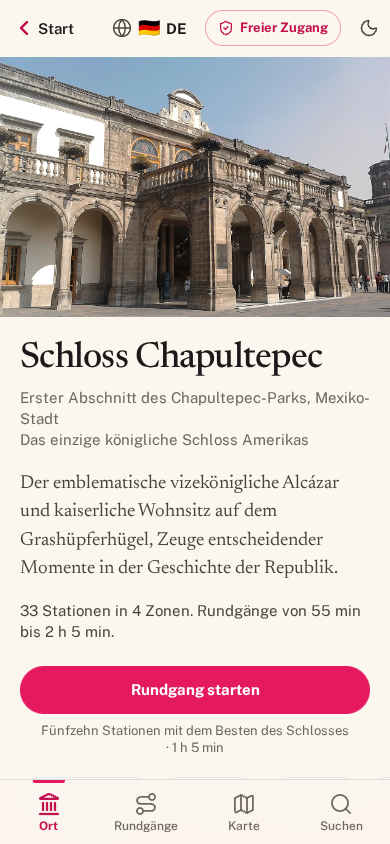 Start
DE
Freier Zugang
Schloss Chapultepec
Erster Abschnitt des Chapultepec-Parks, Mexiko-
Stadt
Das einzige königliche Schloss Amerikas
Der emblematische vizekönigliche Alcázar
und kaiserliche Wohnsitz auf dem
Grashüpferhügel, Zeuge entscheidender
Momente in der Geschichte der Republik.
33 Stationen in 4 Zonen. Rundgänge von 55 min
bis 2 h 5 min.
Rundgang starten
Fünfzehn Stationen mit dem Besten des Schlosses
· 1 h 5 min
Ort
Rundgänge
Karte
Suchen